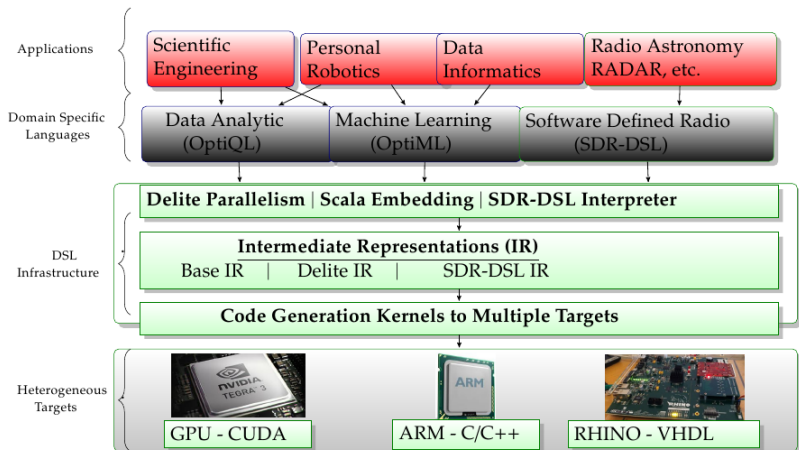 Applications
Scientific
Engineering
Personal
Robotics
Data
Informatics
Radio Astronomy
RADAR, etc.
Domain Specific
Languages
Data Analytic
(OptiQL)
Machine Learning
(OptiML)
Software Defined Radio
(SDR-DSL)
DSL
Infrastructure
Delite Parallelism | Scala Embedding | SDR-DSL Interpreter
Intermediate Representations (IR)
Base IR | Delite IR | SDR-DSL IR
Code Generation Kernels to Multiple Targets
Heterogeneous
Targets
NVIDIA
TEGRA 3
GPU - CUDA
ARM
ARM - C/C++
RHINO - VHDL